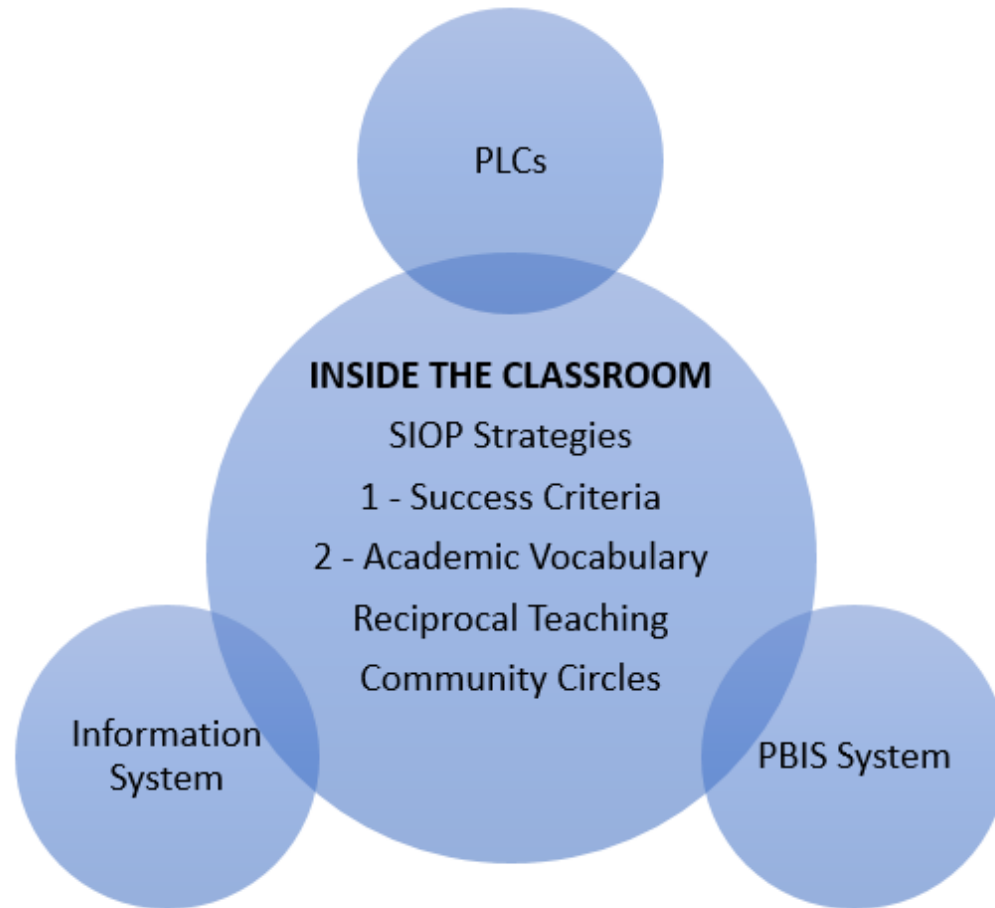 PLCs
INSIDE THE CLASSROOM
SIOP Strategies
1 - Success Criteria
2 - Academic Vocabulary
Reciprocal Teaching
Community Circles
Information
System
PBIS System